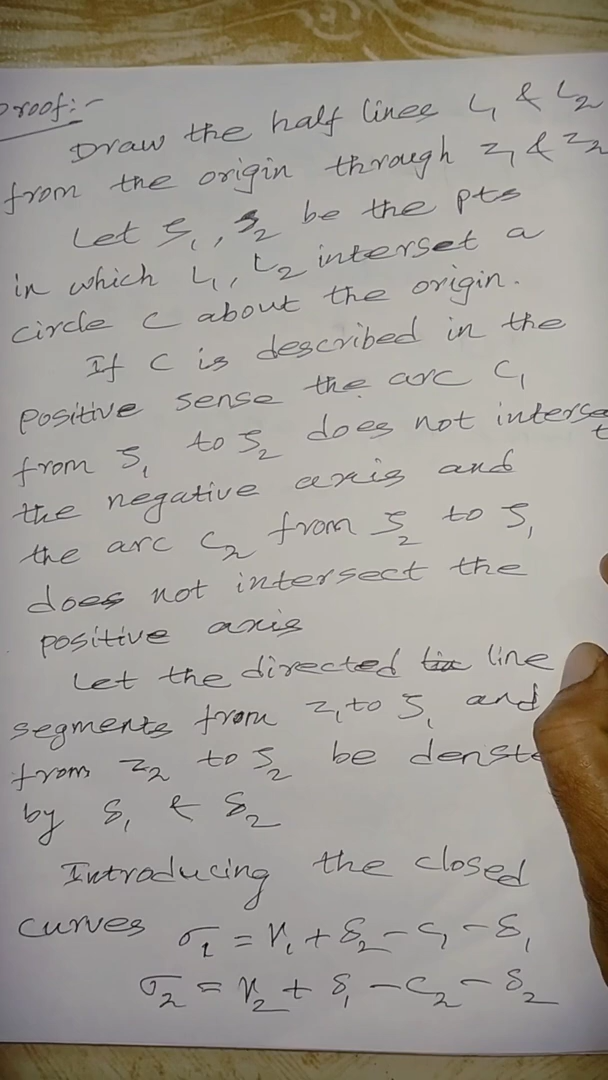 Proof:-
Draw the half lines L₁ & L₂
from the origin through z₁ & z₂
Let ζ₁, ζ₂ be the pts
in which L₁, L₂ interset a
circle C about the origin.
If C is described in the
positive sense the arc C₁
from ζ₁ to ζ₂ does not intersect
the negative axis and
the arc C₂ from ζ₂ to ζ₁
does not intersect the
positive axis
Let the directed line
segments from z₁ to ζ₁ and
from z₂ to ζ₂ be denote
by δ₁ & δ₂
Introducing the closed
curves σ₁ = γ₁ + δ₂ - C₁ - δ₁
σ₂ = γ₂ + δ₁ - C₂ - δ₂